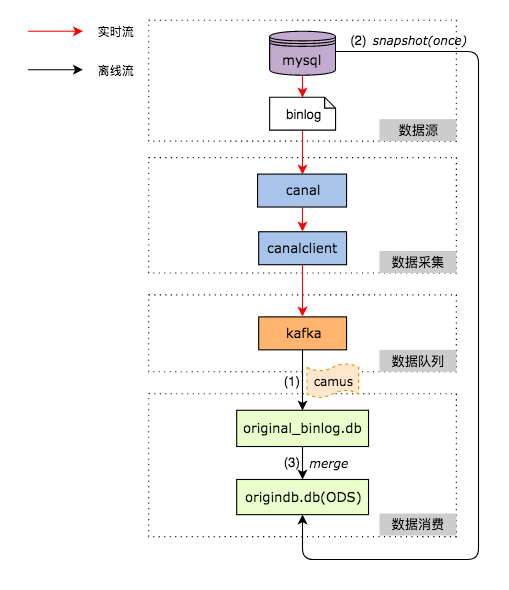 实时流
离线流
mysql
(2) snapshot(once)
binlog
数据源
canal
canalclient
数据采集
kafka
数据队列
(1)
camus
original_binlog.db
(3) merge
origindb.db(ODS)
数据消费